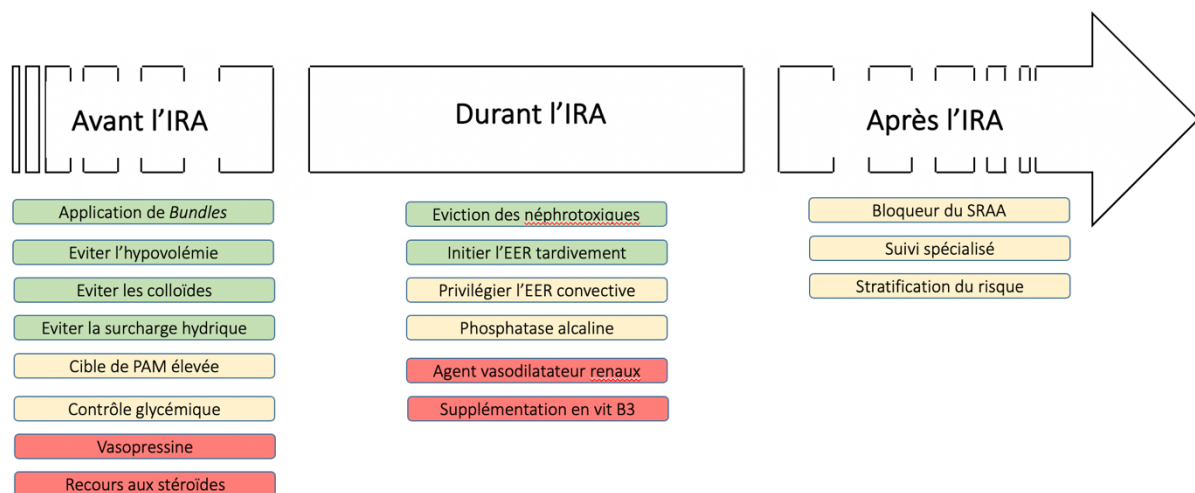 Avant l'IRA
Durant l'IRA
Après l'IRA
Application de Bundles
Eviter l'hypovolémie
Eviter les colloïdes
Eviter la surcharge hydrique
Cible de PAM élevée
Contrôle glycémique
Vasopressine
Recours aux stéroïdes
Eviction des néphrotoxiques
Initier l'EER tardivement
Privilégier l'EER convective
Phosphatase alcaline
Agent vasodilatateur renaux
Supplémentation en vit B3
Bloqueur du SRAA
Suivi spécialisé
Stratification du risque